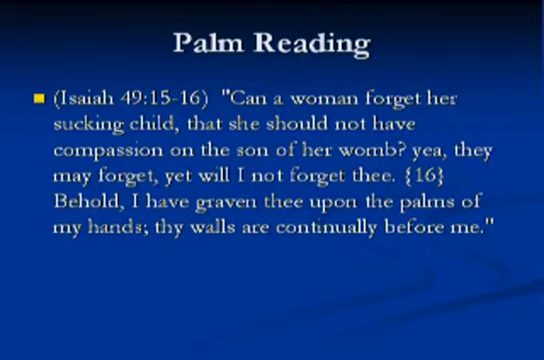 Palm Reading
(Isaiah 49:15-16) "Can a woman forget her
sucking child, that she should not have
compassion on the son of her womb? yea, they
may forget, yet will I not forget thee. {16}
Behold, I have graven thee upon the palms of
my hands; thy walls are continually before me."